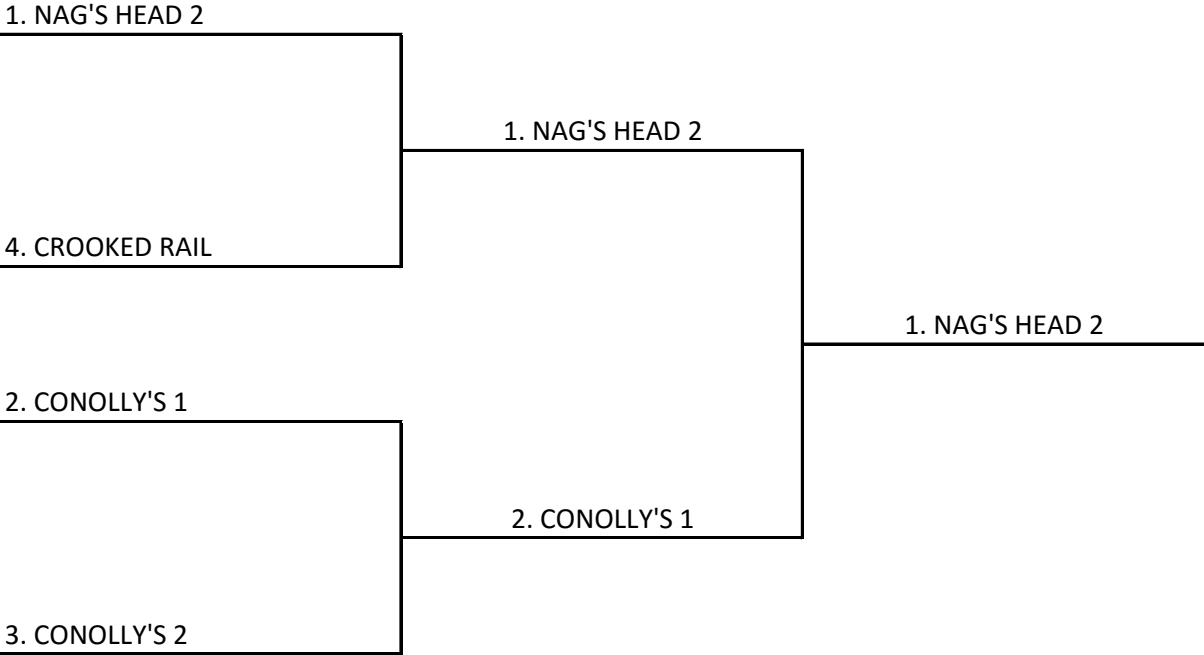 1. NAG'S HEAD 2
1. NAG'S HEAD 2
4. CROOKED RAIL
1. NAG'S HEAD 2
2. CONOLLY'S 1
2. CONOLLY'S 1
3. CONOLLY'S 2